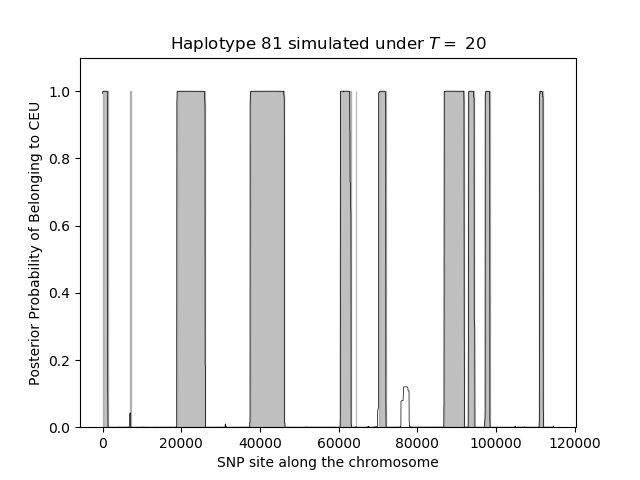 Haplotype 81 simulated under T = 20
Posterior Probability of Belonging to CEU
1.0
0.8
0.6
0.4
0.2
0.0
0 20000 40000 60000 80000 100000 120000
SNP site along the chromosome